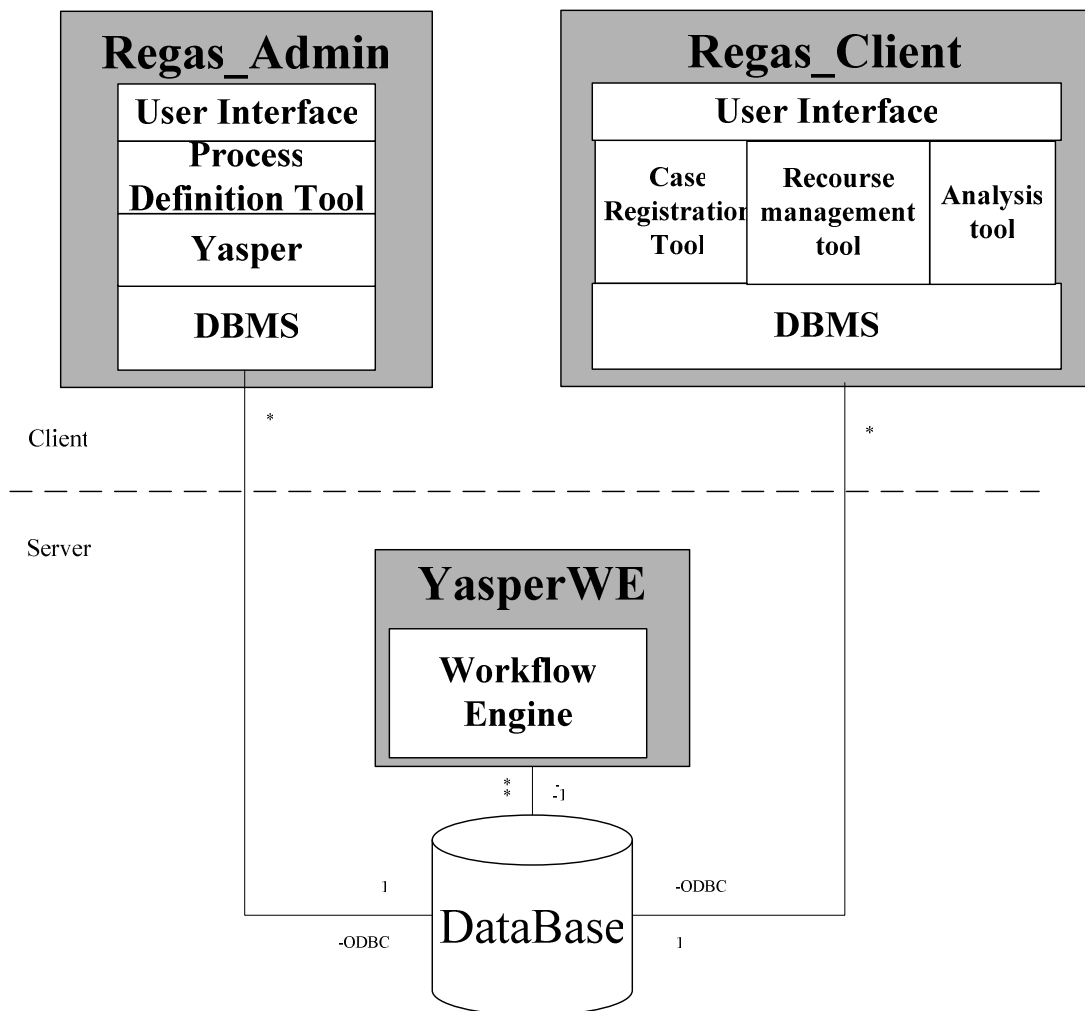 Regas_Admin
User Interface
Process
Definition Tool
Yasper
DBMS
Regas_Client
User Interface
Case
Registration
Tool
Recourse
management
tool
Analysis
tool
DBMS
*
*
Client
Server
YasperWE
Workflow
Engine
*
*
-
-1
1
-ODBC
-ODBC
1
DataBase